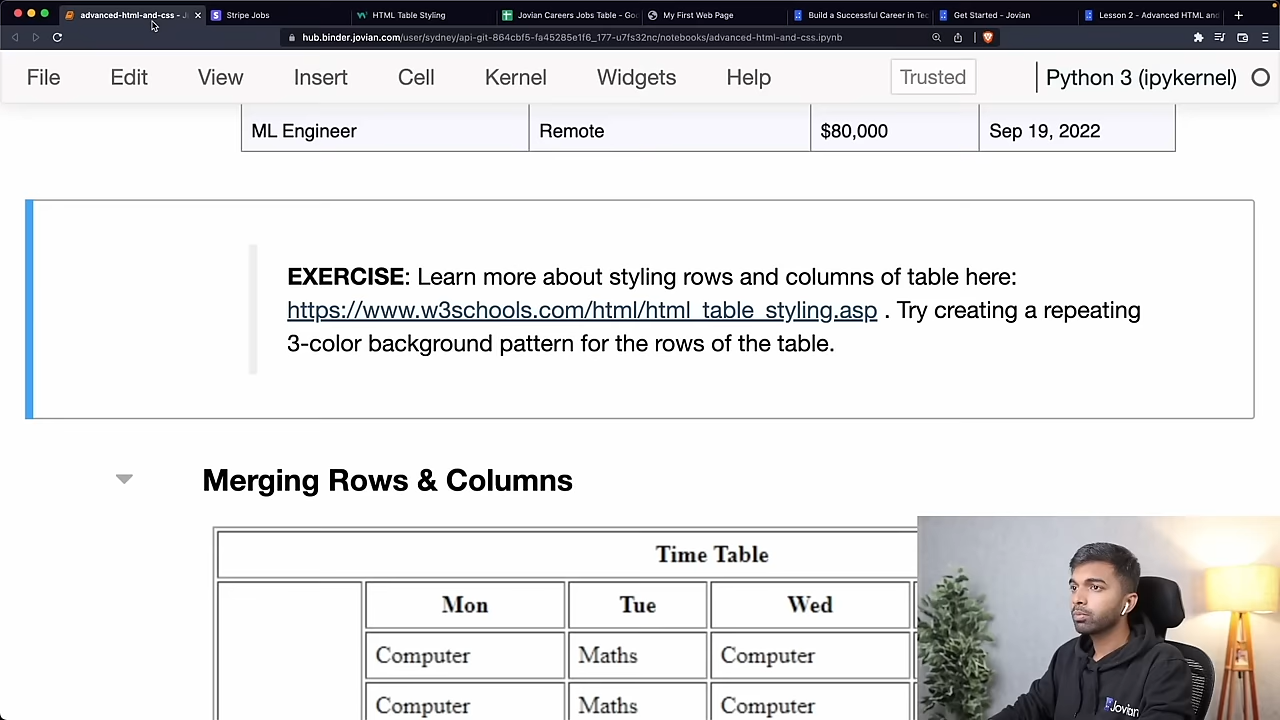 advanced-html-and-css - J
Stripe Jobs
HTML Table Styling
Jovian Careers Jobs Table - Go
My First Web Page
Build a Successful Career in Tec
Get Started - Jovian
Lesson 2 - Advanced HTML and
hub.binder.jovian.com/user/sydney/api-git-864cbf5-fa45285e1f6_177-u7fs32nc/notebooks/advanced-html-and-css.ipynb
File Edit View Insert Cell Kernel Widgets Help Trusted Python 3 (ipykernel)
ML Engineer Remote $80,000 Sep 19, 2022
EXERCISE: Learn more about styling rows and columns of table here:
https://www.w3schools.com/html/html_table_styling.asp . Try creating a repeating
3-color background pattern for the rows of the table.
Merging Rows & Columns
Time Table
Mon Tue Wed
Computer Maths Computer
Computer Maths Computer
Jovian